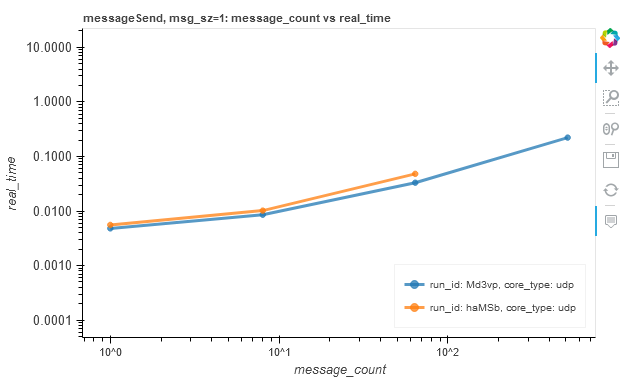 messageSend, msg_sz=1: message_count vs real_time
10.0000
1.0000
0.1000
0.0100
0.0010
0.0001
real_time
run_id: Md3vp, core_type: udp
run_id: haMSb, core_type: udp
10^0
10^1
10^2
message_count